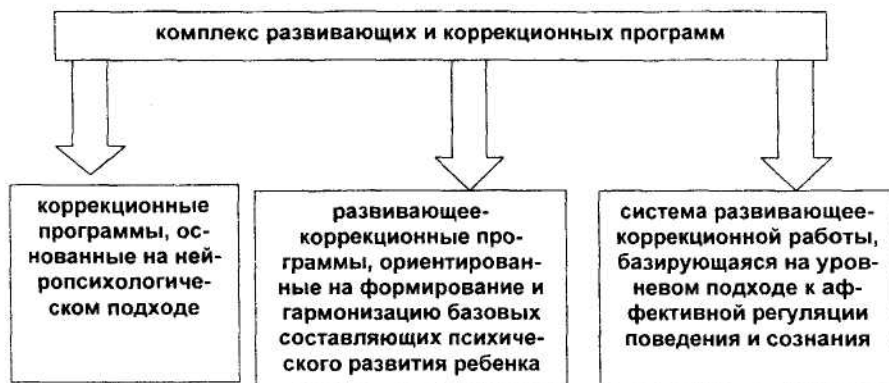 комплекс развивающих и коррекционных программ
коррекционные
программы, ос-
нованные на ней-
ропсихологиче-
ском подходе
развивающее-
коррекционные про-
граммы, ориентирован-
ные на формирование и
гармонизацию базовых
составляющих психиче-
ского развития ребенка
система развивающее-
коррекционной работы,
базирующаяся на уров-
невом подходе к аф-
фективной регуляции
поведения и сознания